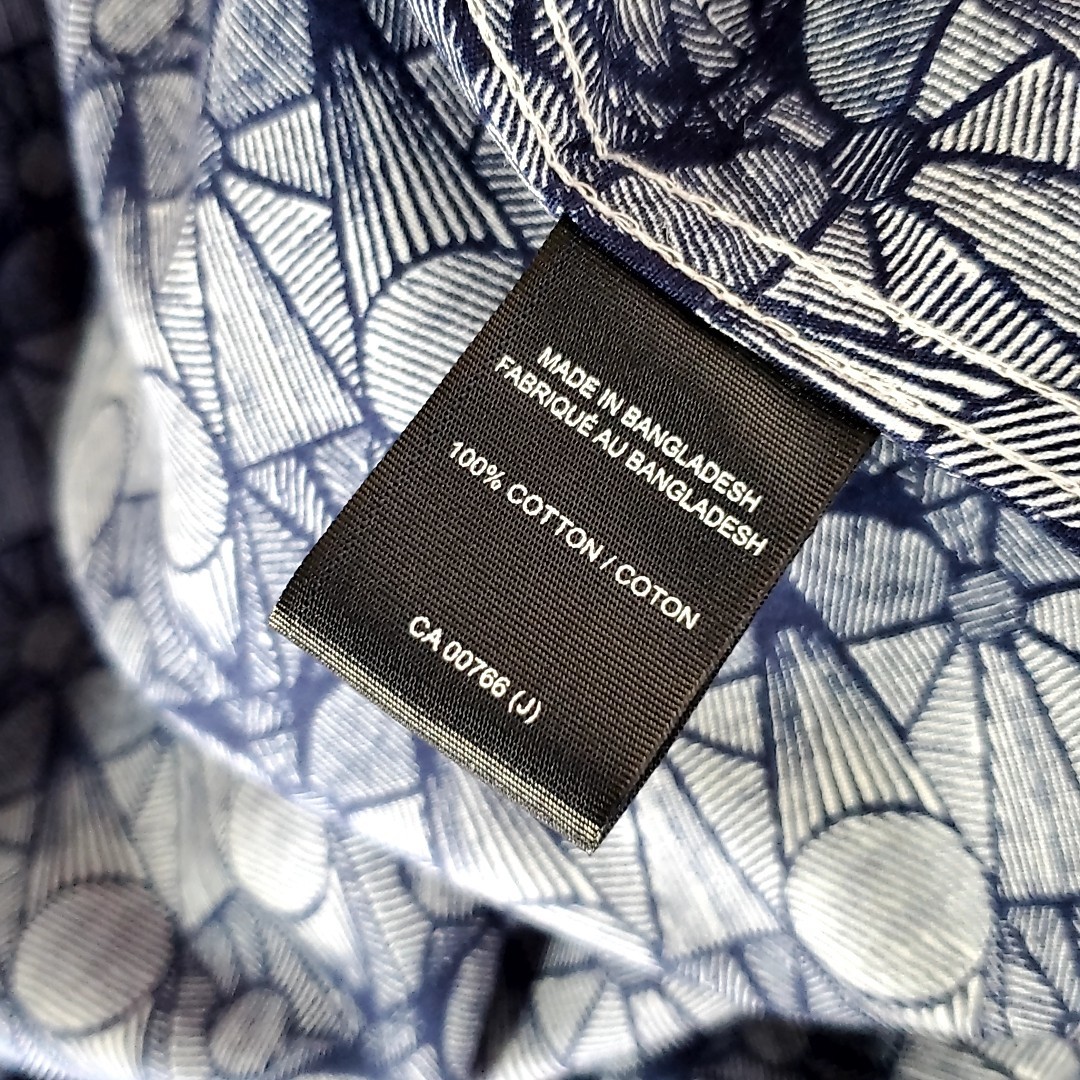 MADE IN BANGLADESH
FABRIQUÉ AU BANGLADESH
100% COTTON / COTON
CA 00766 (J)